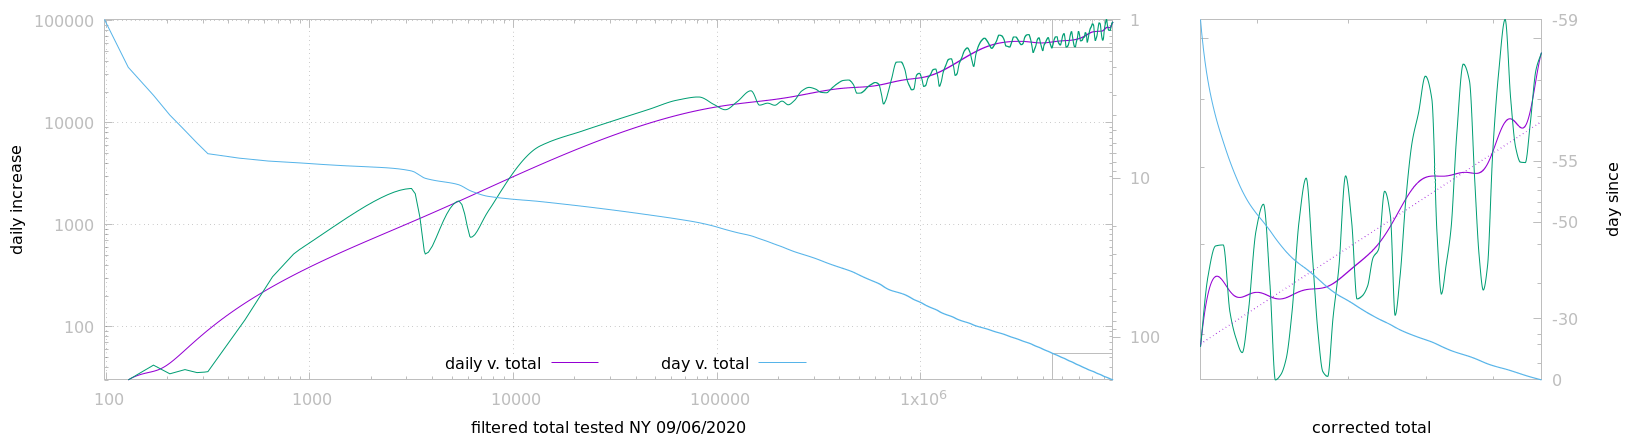 100000
10000
1000
100
daily increase
100
1000
10000
100000
1x10⁶
filtered total tested NY 09/06/2020
daily v. total
day v. total
1
10
100
-59
-55
-50
-30
0
day since
corrected total